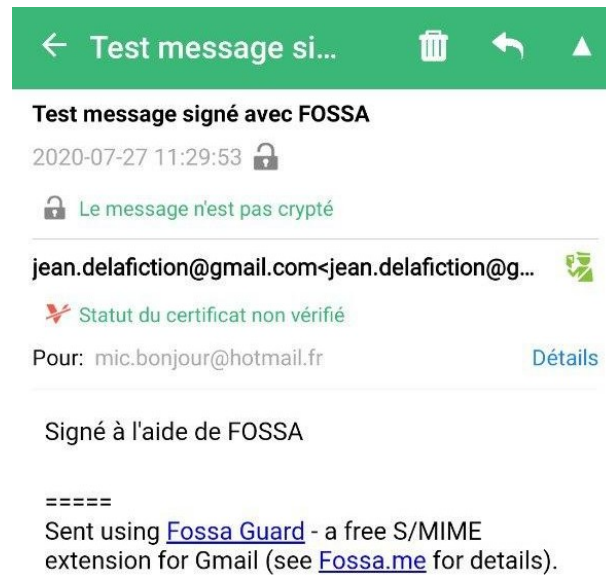 Test message si...
Test message signé avec FOSSA
2020-07-27 11:29:53
Le message n'est pas crypté
jean.delafiction@gmail.com<jean.delafiction@g...
Statut du certificat non vérifié
Pour: mic.bonjour@hotmail.fr Détails
Signé à l'aide de FOSSA
=====
Sent using Fossa Guard - a free S/MIME
extension for Gmail (see Fossa.me for details).